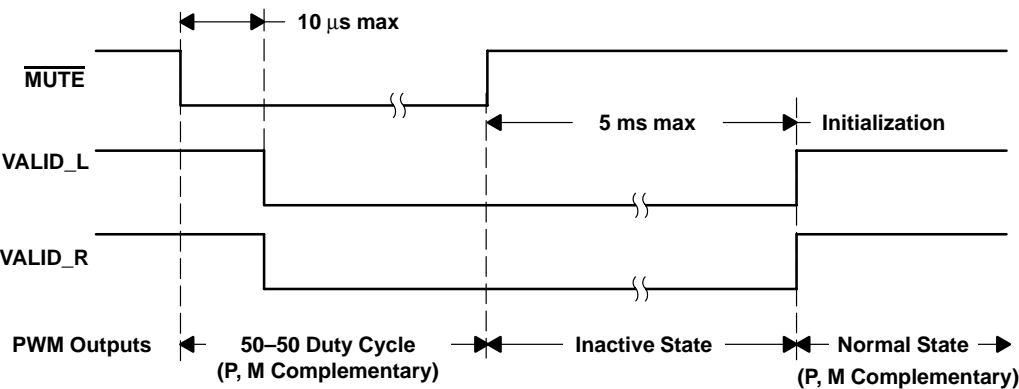 10 μs max
MUTE
5 ms max
Initialization
VALID_L
VALID_R
PWM Outputs
50–50 Duty Cycle
(P, M Complementary)
Inactive State
Normal State
(P, M Complementary)